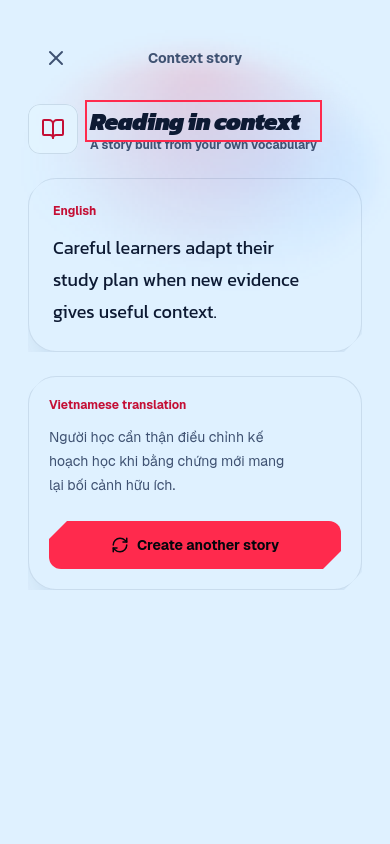 Context story
Reading in context
A story built from your own vocabulary
English
Careful learners adapt their
study plan when new evidence
gives useful context.
Vietnamese translation
Người học cẩn thận điều chỉnh kế
hoạch học khi bằng chứng mới mang
lại bối cảnh hữu ích.
Create another story